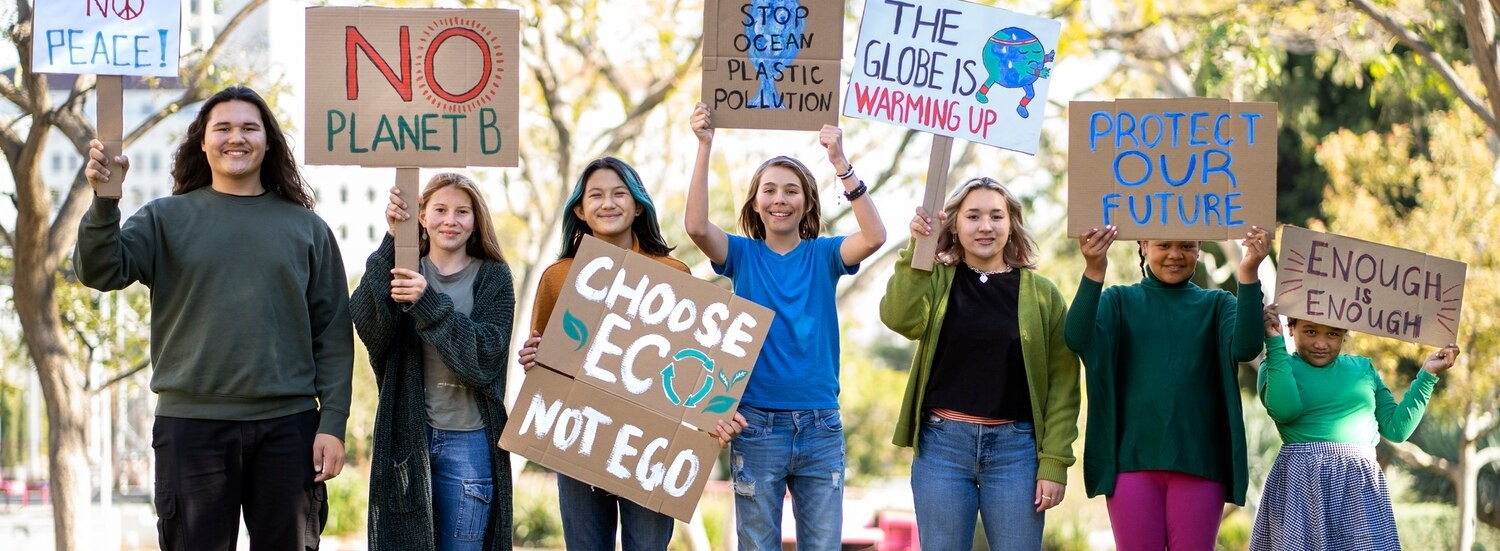 NO
PEACE!
NO
PLANET B
CHOOSE
ECO
NOT EGO
STOP
OCEAN
PLASTIC
POLLUTION
THE
GLOBE IS
WARMING UP
PROTECT
OUR
FUTURE
ENOUGH
IS
ENOUGH